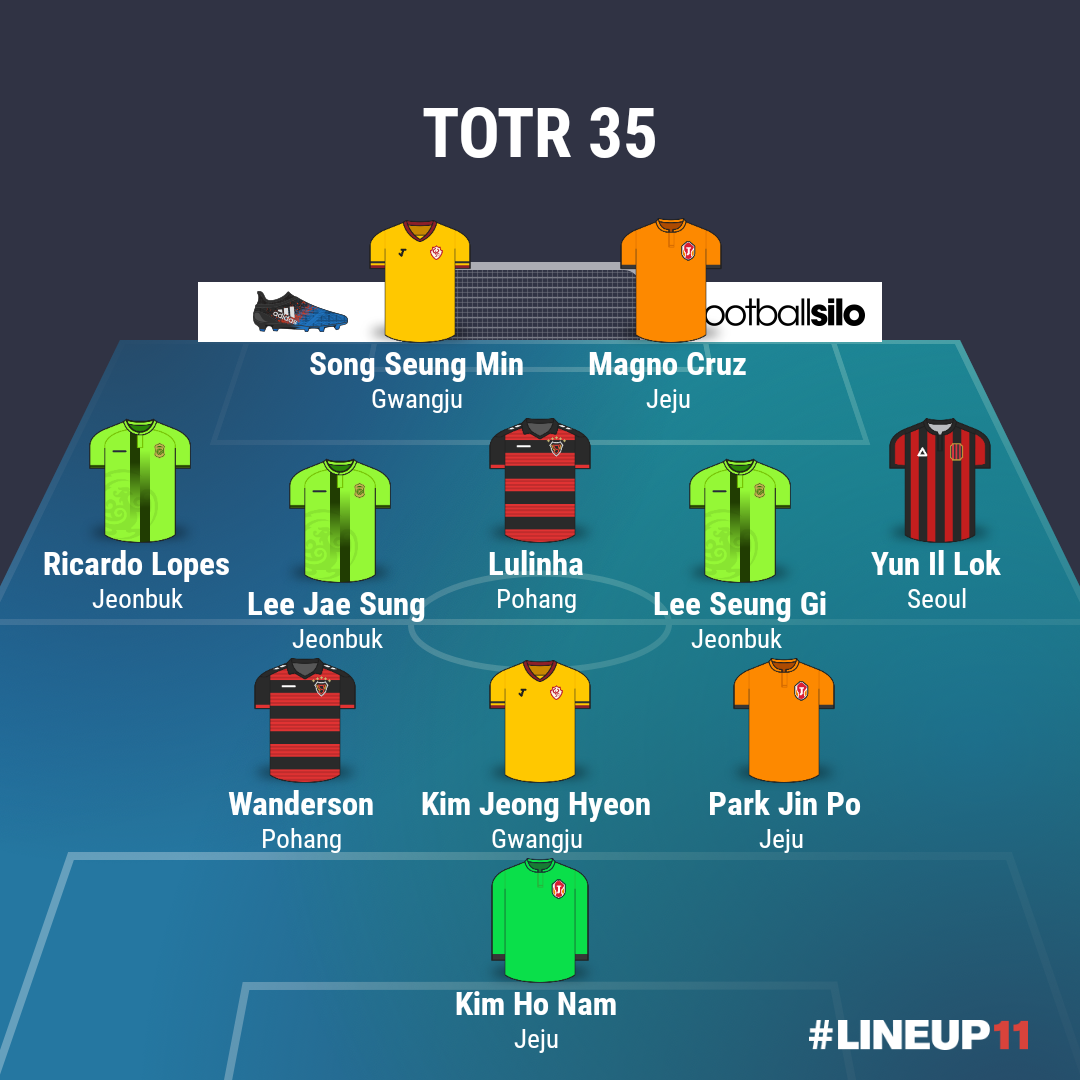 TOTR 35
adidas
ootballsilo
Song Seung Min
Gwangju
Magno Cruz
Jeju
Ricardo Lopes
Jeonbuk
Lee Jae Sung
Jeonbuk
Lulinha
Pohang
Lee Seung Gi
Jeonbuk
Yun Il Lok
Seoul
Wanderson
Pohang
Kim Jeong Hyeon
Gwangju
Park Jin Po
Jeju
Kim Ho Nam
Jeju
#LINEUP11